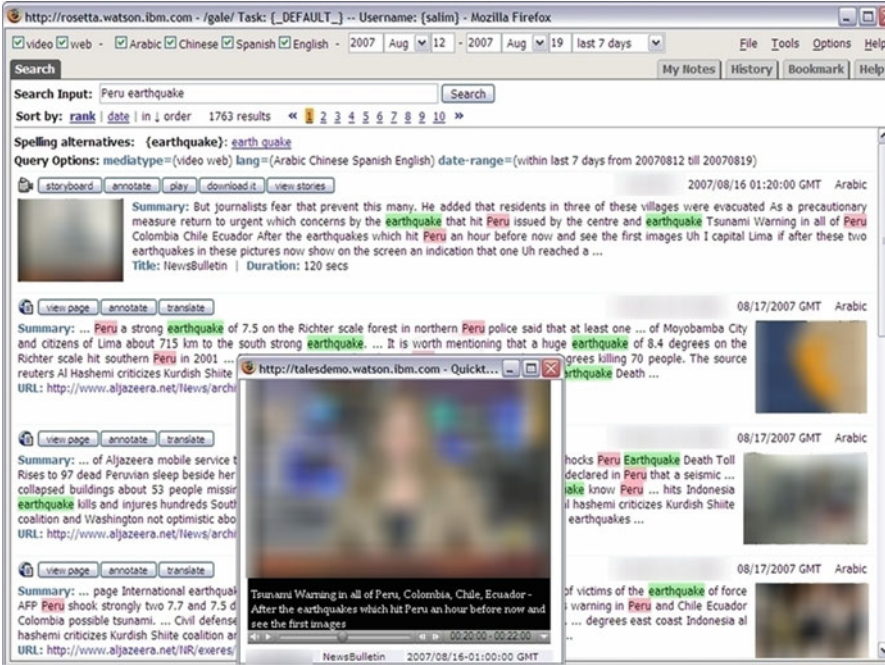 http://rosetta.watson.ibm.com - /gale/ Task: {_DEFAULT_} -- Username: {salim} - Mozilla Firefox
video web - Arabic Chinese Spanish English - 2007 Aug 12 - 2007 Aug 19 last 7 days File Tools Options Help
Search My Notes History Bookmark Help
Search Input: Peru earthquake Search
Sort by: rank | date | in ↓ order 1763 results « 1 2 3 4 5 6 7 8 9 10 »
Spelling alternatives: {earthquake}: earth quake
Query Options: mediatype=(video web) lang=(Arabic Chinese Spanish English) date-range=(within last 7 days from 20070812 till 20070819)
storyboard annotate play download it view stories 2007/08/16 01:20:00 GMT Arabic
Summary: But journalists fear that prevent this many. He added that residents in three of these villages were evacuated As a precautionary
measure return to urgent which concerns by the earthquake that hit Peru issued by the centre and earthquake Tsunami Warning in all of Peru
Colombia Chile Ecuador After the earthquakes which hit Peru an hour before now and see the first images Uh I capital Lima if after these two
earthquakes in these pictures now show on the screen an indication that one Uh reached a ...
Title: NewsBulletin | Duration: 120 secs
view page annotate translate 08/17/2007 GMT Arabic
Summary: ... Peru a strong earthquake of 7.5 on the Richter scale forest in northern Peru police said that at least one ... of Moyobamba City
and citizens of Lima about 715 km to the south strong earthquake. ... It is worth mentioning that a huge earthquake of 8.4 degrees on the
Richter scale hit southern Peru in 2001 ... grees killing 70 people. The source
reuters Al Hashemi criticizes Kurdish Shiite arthquake Death ...
URL: http://www.aljazeera.net/News/archi
view page annotate translate 08/17/2007 GMT Arabic
Summary: ... of Aljazeera mobile service t hocks Peru Earthquake Death Toll
Rises to 97 dead Peruvian sleep beside her declared in Peru that a seismic ...
collapsed buildings about 53 people missin ake know Peru ... hits Indonesia
earthquake kills and injures hundreds South l hashemi criticizes Kurdish Shiite
coalition and Washington not optimistic abo earthquakes ...
URL: http://www.aljazeera.net/News/archi
view page annotate translate 08/17/2007 GMT Arabic
Summary: ... page International earthquak of victims of the earthquake of force
AFP Peru shook strongly two 7.7 and 7.5 d warning in Peru and Chile Ecuador
Colombia possible tsunami. ... Civil defense ... degrees east coast Indonesia al
hashemi criticizes Kurdish Shiite coalition an ...
URL: http://www.aljazeera.net/NR/exeres/
http://talesdemo.watson.ibm.com - Quickt...
Tsunami Warning in all of Peru, Colombia, Chile, Ecuador -
After the earthquakes which hit Peru an hour before now and
see the first images
00:20:00 - 00:22:00
NewsBulletin 2007/08/16-01:00:00 GMT